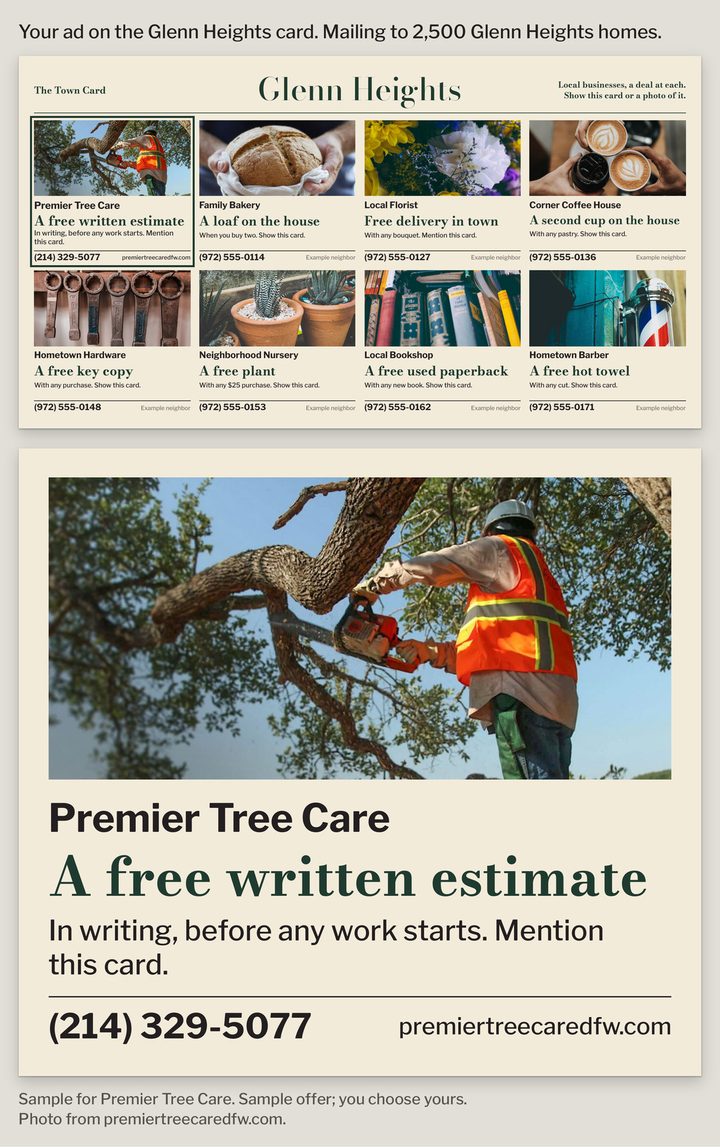 Your ad on the Glenn Heights card. Mailing to 2,500 Glenn Heights homes.
The Town Card
Glenn Heights
Local businesses, a deal at each.
Show this card or a photo of it.
Premier Tree Care
A free written estimate
In writing, before any work starts. Mention
this card.
(214) 329-5077
premiertreecaredfw.com
Family Bakery
A loaf on the house
When you buy two. Show this card.
(972) 555-0114
Example neighbor
Local Florist
Free delivery in town
With any bouquet. Mention this card.
(972) 555-0127
Example neighbor
Corner Coffee House
A second cup on the house
With any pastry. Show this card.
(972) 555-0136
Example neighbor
Hometown Hardware
A free key copy
With any purchase. Show this card.
(972) 555-0148
Example neighbor
Neighborhood Nursery
A free plant
With any $25 purchase. Show this card.
(972) 555-0153
Example neighbor
Local Bookshop
A free used paperback
With any new book. Show this card.
(972) 555-0162
Example neighbor
Hometown Barber
A free hot towel
With any cut. Show this card.
(972) 555-0171
Example neighbor
Premier Tree Care
A free written estimate
In writing, before any work starts. Mention
this card.
(214) 329-5077
premiertreecaredfw.com
Sample for Premier Tree Care. Sample offer; you choose yours.
Photo from premiertreecaredfw.com.